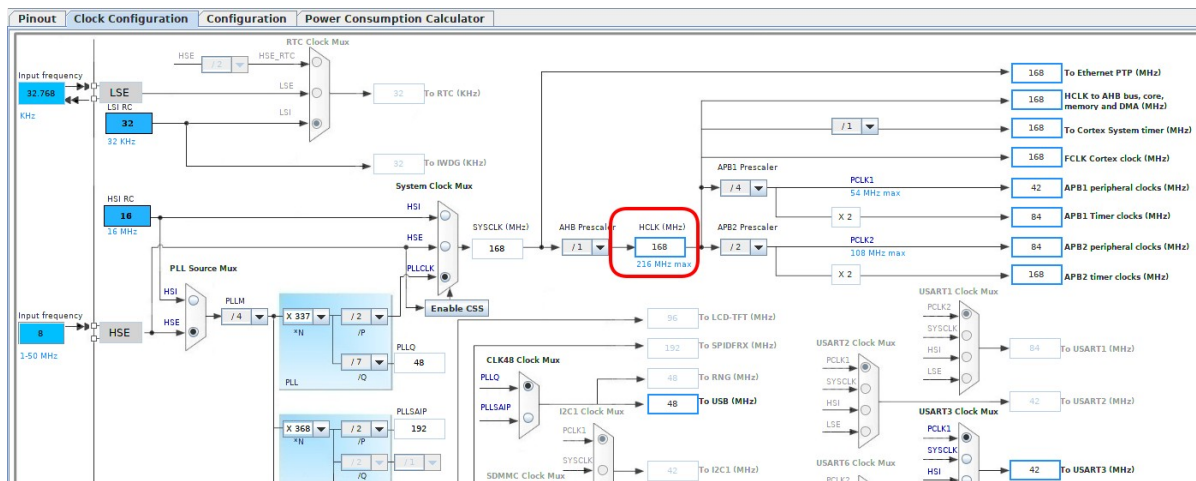 Pinout
Clock Configuration
Configuration
Power Consumption Calculator
RTC Clock Mux
HSE
/ 2
HSE_RTC
Input frequency
32.768
KHz
LSE
LSE
LSI RC
32
32 KHz
LSI
32
To RTC (KHz)
32
To IWDG (KHz)
168
To Ethernet PTP (MHz)
168
HCLK to AHB bus, core,
memory and DMA (MHz)
/ 1
168
To Cortex System timer (MHz)
168
FCLK Cortex clock (MHz)
System Clock Mux
HSI RC
16
16 MHz
HSI
HSE
PLLCLK
SYSCLK (MHz)
168
AHB Prescaler
/ 1
HCLK (MHz)
168
216 MHz max
APB1 Prescaler
/ 4
PCLK1
54 MHz max
42
APB1 peripheral clocks (MHz)
X 2
84
APB1 Timer clocks (MHz)
APB2 Prescaler
/ 2
PCLK2
108 MHz max
84
APB2 peripheral clocks (MHz)
X 2
168
APB2 timer clocks (MHz)
Enable CSS
PLL Source Mux
HSI
HSE
Input frequency
8
1-50 MHz
HSE
PLLM
/ 4
X 337
*N
/ 2
/P
/ 7
/Q
PLLQ
48
PLL
X 368
*N
/ 2
/P
PLLSAIP
192
/ 2
/ 1
/Q
96
To LCD-TFT (MHz)
192
To SPIDFRX (MHz)
CLK48 Clock Mux
PLLQ
PLLSAIP
48
To RNG (MHz)
48
To USB (MHz)
I2C1 Clock Mux
PCLK1
SYSCLK
42
To I2C1 (MHz)
SDMMC Clock Mux
USART1 Clock Mux
PCLK2
SYSCLK
HSI
LSE
84
To USART1 (MHz)
USART2 Clock Mux
PCLK1
SYSCLK
HSI
LSE
42
To USART2 (MHz)
USART3 Clock Mux
PCLK1
SYSCLK
HSI
42
To USART3 (MHz)
USART6 Clock Mux
PCLK2